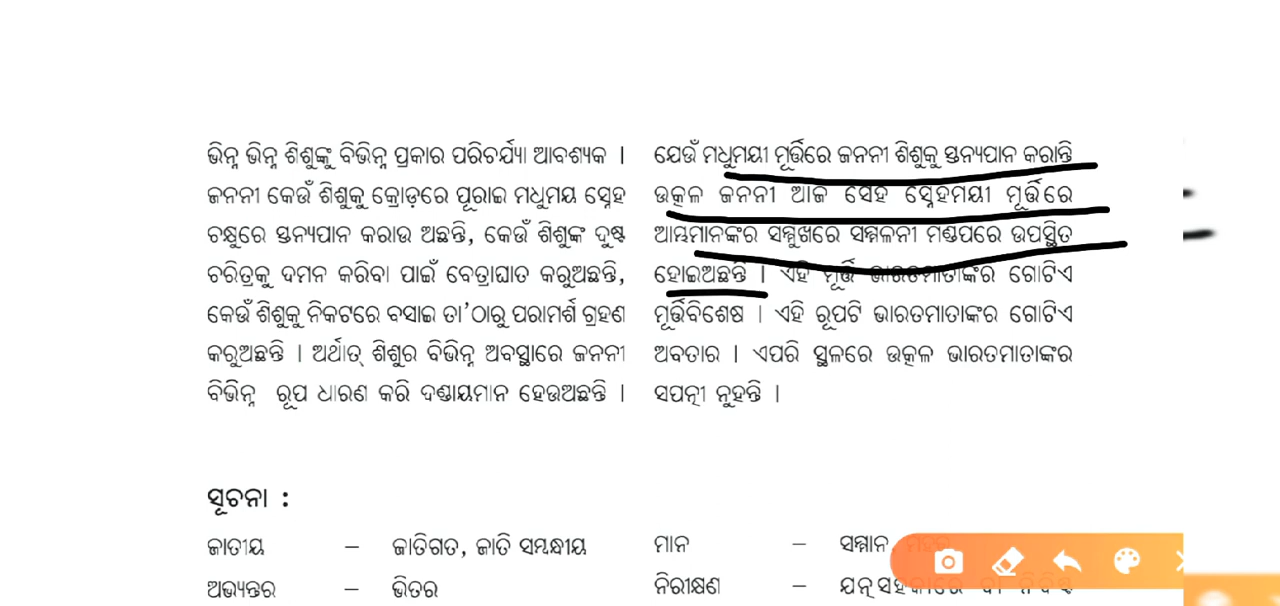 ଭିନ୍ନ ଭିନ୍ନ ଶିଶୁଙ୍କୁ ବିଭିନ୍ନ ପ୍ରକାର ପରିଚର୍ଯ୍ୟା ଆବଶ୍ୟକ ।
ଜନନୀ କେଉଁ ଶିଶୁକୁ କ୍ରୋଡ଼ରେ ପୂରାଇ ମଧୁମୟ ସ୍ନେହ
ଚକ୍ଷୁରେ ସ୍ତନ୍ୟପାନ କରାଉ ଅଛନ୍ତି, କେଉଁ ଶିଶୁଙ୍କ ଦୁଷ୍ଟ
ଚରିତ୍ରକୁ ଦମନ କରିବା ପାଇଁ ବେତ୍ରାଘାତ କରୁଅଛନ୍ତି,
କେଉଁ ଶିଶୁକୁ ନିକଟରେ ବସାଇ ତା'ଠାରୁ ପରାମର୍ଶ ଗ୍ରହଣ
କରୁଅଛନ୍ତି । ଅର୍ଥାତ୍ ଶିଶୁର ବିଭିନ୍ନ ଅବସ୍ଥାରେ ଜନନୀ
ବିଭିନ୍ନ ରୂପ ଧାରଣ କରି ଦଣ୍ଡାୟମାନ ହେଉଅଛନ୍ତି ।
ଯେଉଁ ମଧୁମୟୀ ମୂର୍ତ୍ତିରେ ଜନନୀ ଶିଶୁକୁ ସ୍ତନ୍ୟପାନ କରାନ୍ତି
ଉତ୍କଳ ଜନନୀ ଆଜ ସେହି ସ୍ନେହମୟୀ ମୂର୍ତ୍ତିରେ
ଆମ୍ଭମାନଙ୍କର ସମ୍ମୁଖରେ ସମ୍ମିଳନୀ ମଣ୍ଡପରେ ଉପସ୍ଥିତ
ହୋଇଅଛନ୍ତି । ଏହି ମୂର୍ତ୍ତି ଭାରତମାତାଙ୍କର ଗୋଟିଏ
ମୂର୍ତ୍ତିବିଶେଷ । ଏହି ରୂପଟି ଭାରତମାତାଙ୍କର ଗୋଟିଏ
ଅବତାର । ଏପରି ସ୍ଥଳରେ ଉତ୍କଳ ଭାରତମାତାଙ୍କର
ସପତ୍ନୀ ନୁହନ୍ତି ।
ସୂଚନା :
ଜାତୀୟ – ଜାତିଗତ, ଜାତି ସମ୍ବନ୍ଧୀୟ
ଅଭ୍ୟନ୍ତର – ଭିତର
ମାନ – ସମ୍ମାନ,
ନିରୀକ୍ଷଣ –